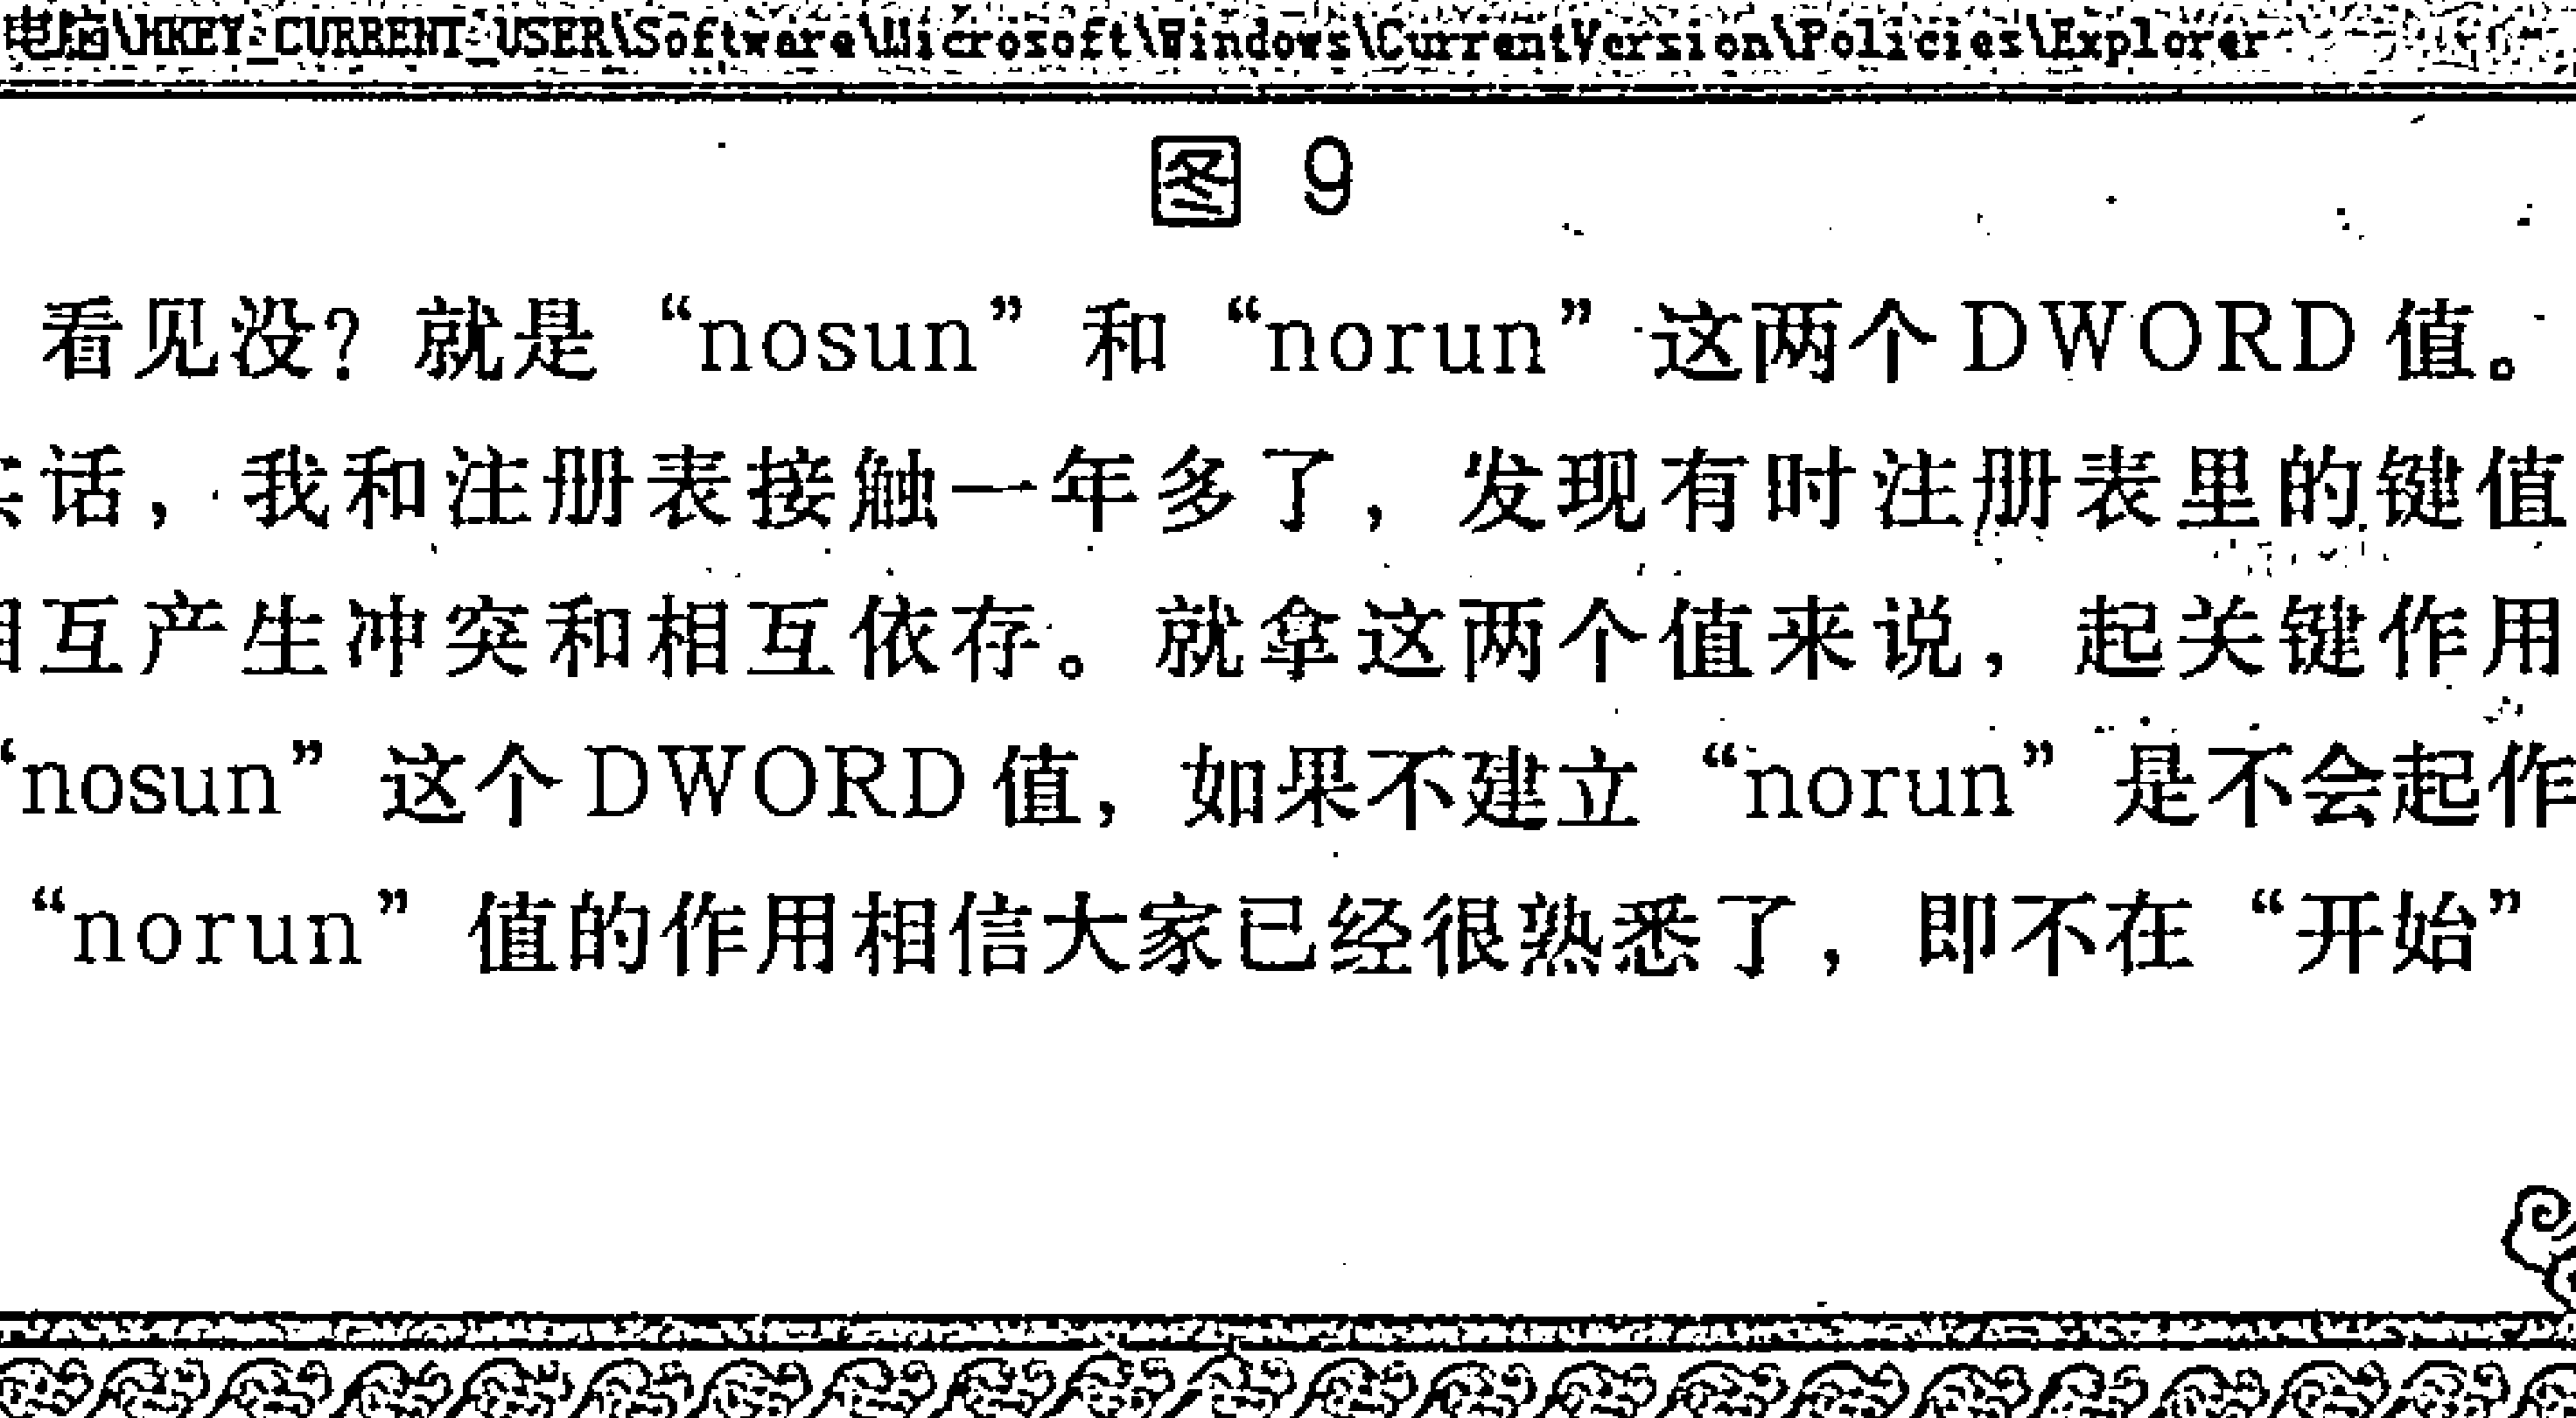 电脑\HKEY_CURRENT_USER\Software\Microsoft\Windows\CurrentVersion\Policies\Explorer
图 9
看见没？就是“nosun”和“norun”这两个DWORD值。
话，我和注册表接触一年多了，发现有时注册表里的键值
相互产生冲突和相互依存。就拿这两个值来说，起关键作用
“nosun”这个DWORD值，如果不建立“norun”是不会起作
“norun”值的作用相信大家已经很熟悉了，即不在“开始”